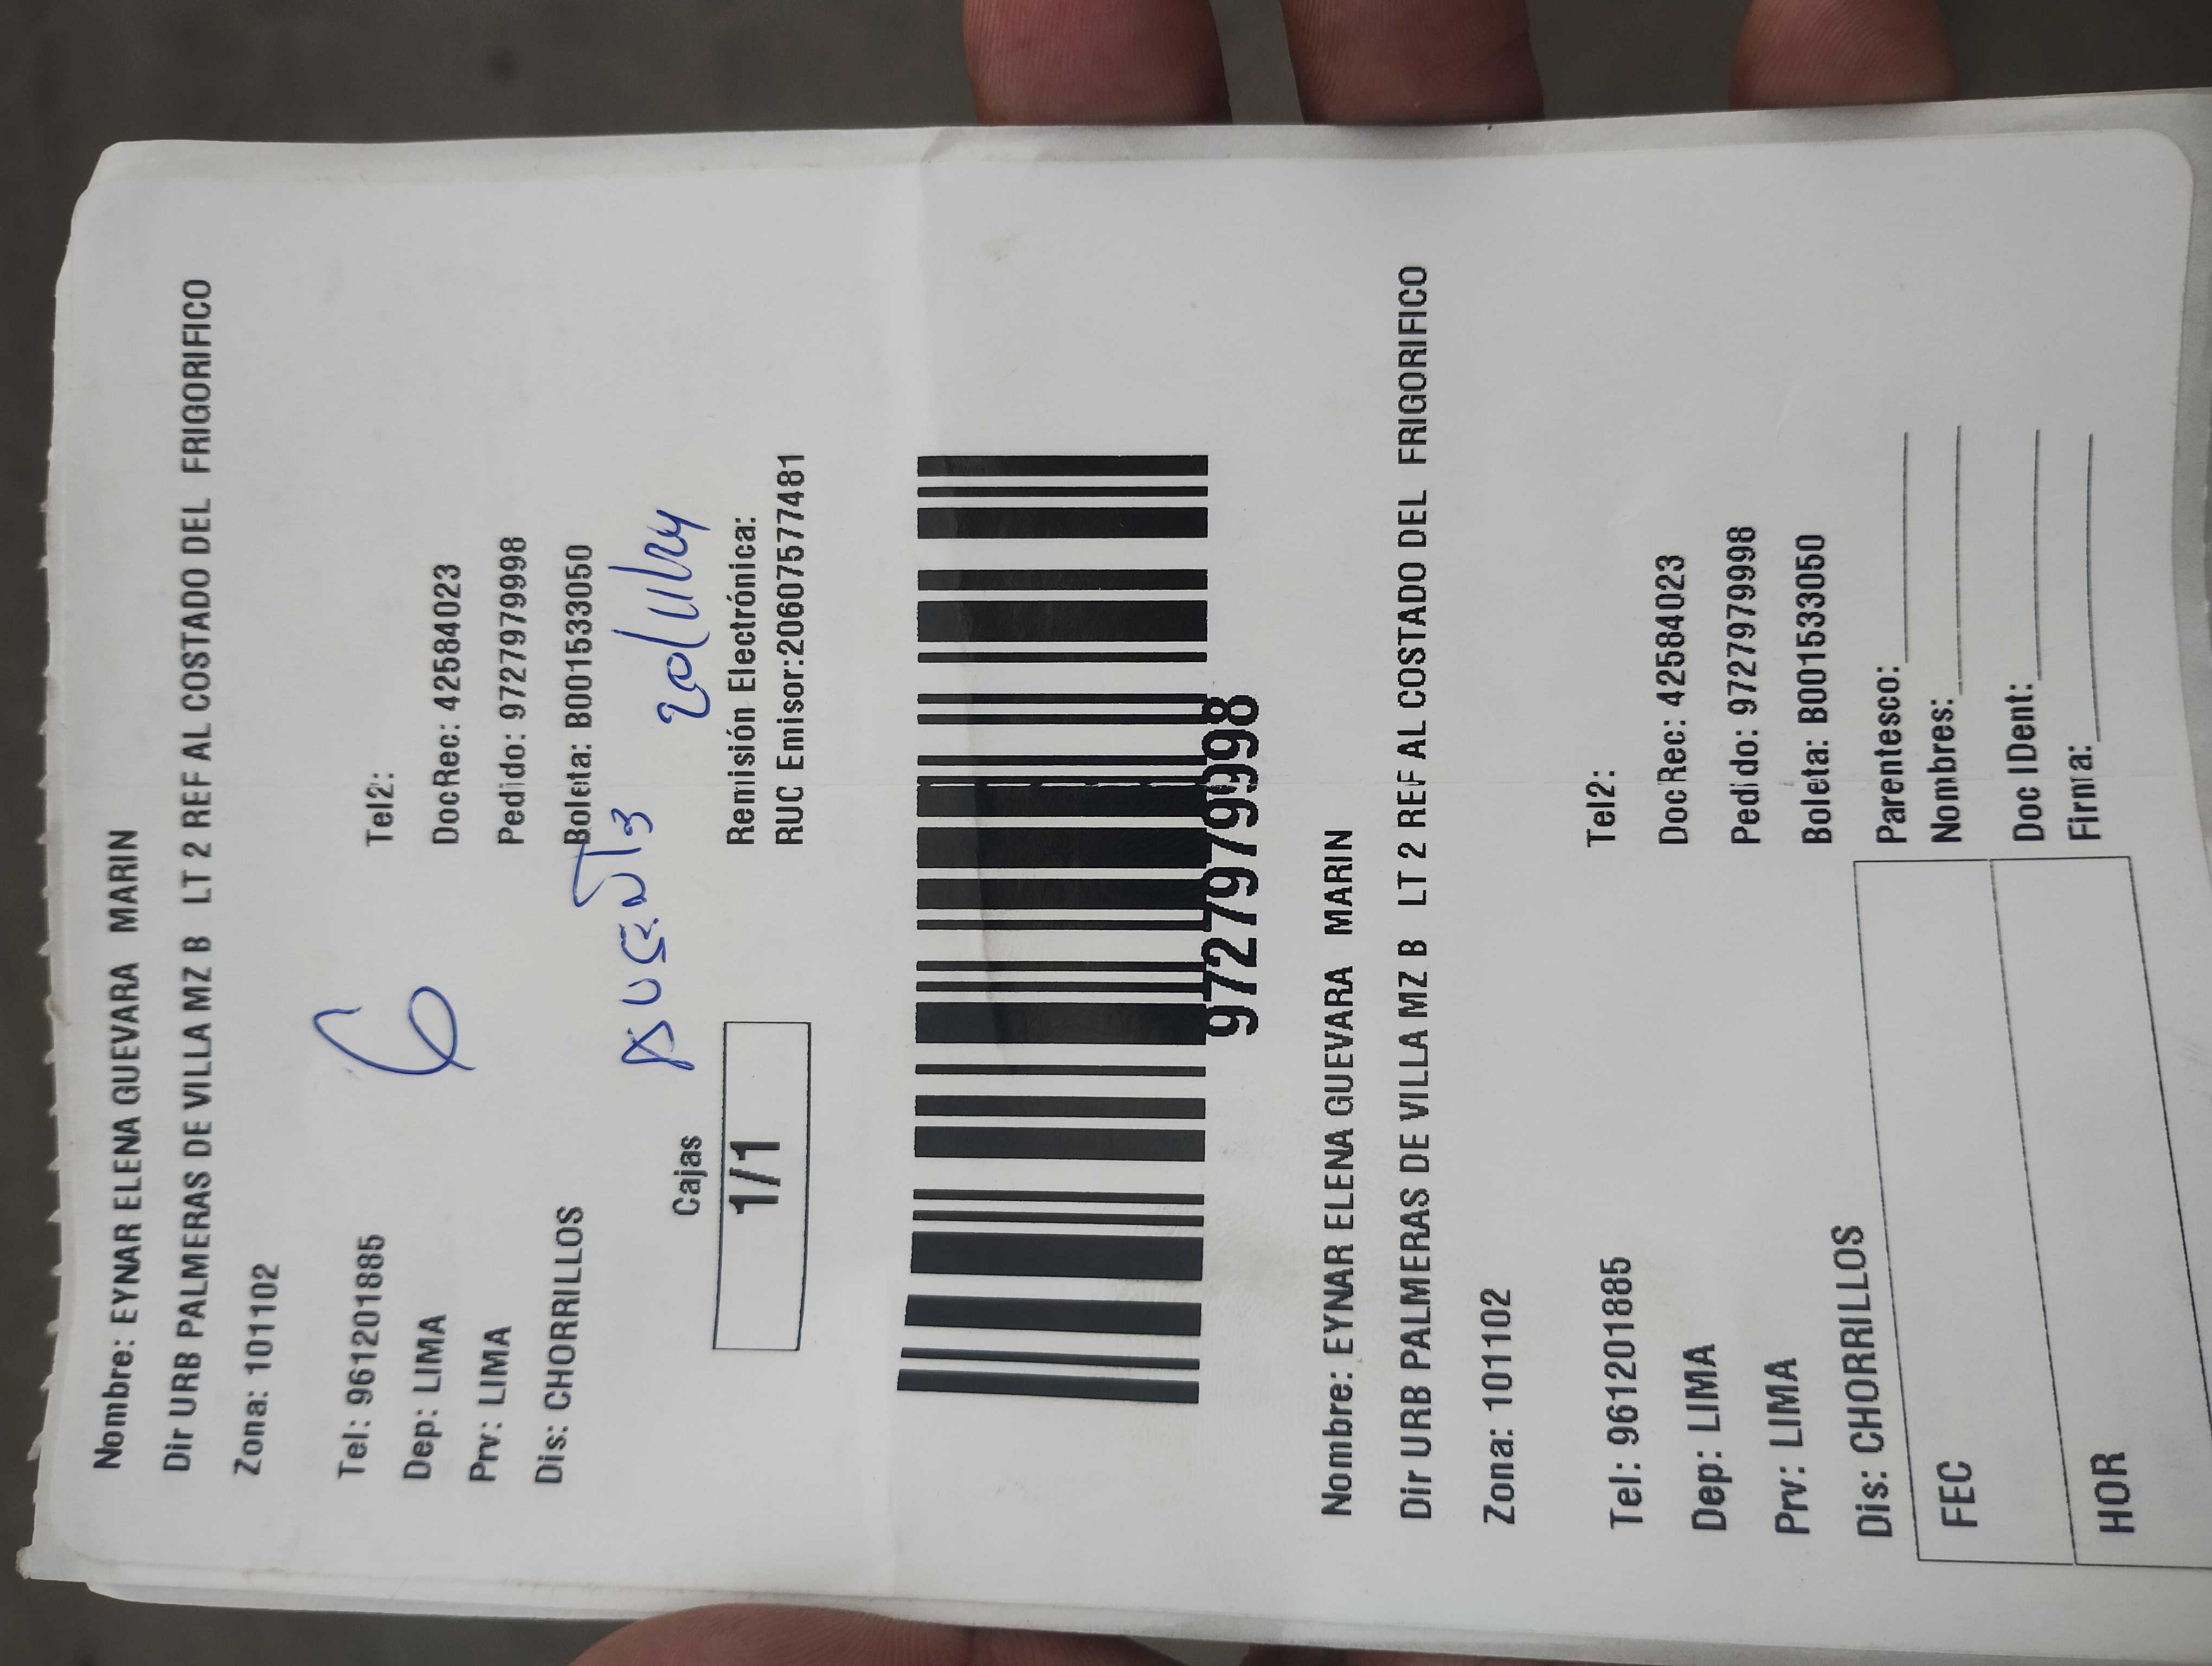 Nombre: EYNAR ELENA GUEVARA MARIN
Dir URB PALMERAS DE VILLA MZ B LT 2 REF AL COSTADO DEL FRIGORIFICO
Zona: 101102
Tel: 961201885
Tel2:
Dep: LIMA
DocRec: 42584023
Prv: LIMA
Pedido: 9727979998
Dis: CHORRILLOS
Boleta: B001533050
6
Cajas
1/1
Remisión Electrónica:
RUC Emisor:20607577481
9727979998
Nombre: EYNAR ELENA GUEVARA MARIN
Dir URB PALMERAS DE VILLA MZ B LT 2 REF AL COSTADO DEL FRIGORIFICO
Zona: 101102
Tel: 961201885
Tel2:
Dep: LIMA
DocRec: 42584023
Prv: LIMA
Pedido: 9727979998
Dis: CHORRILLOS
Boleta: B001533050
FEC
HOR
Parentesco:
Nombres:
Doc IDent:
Firma: